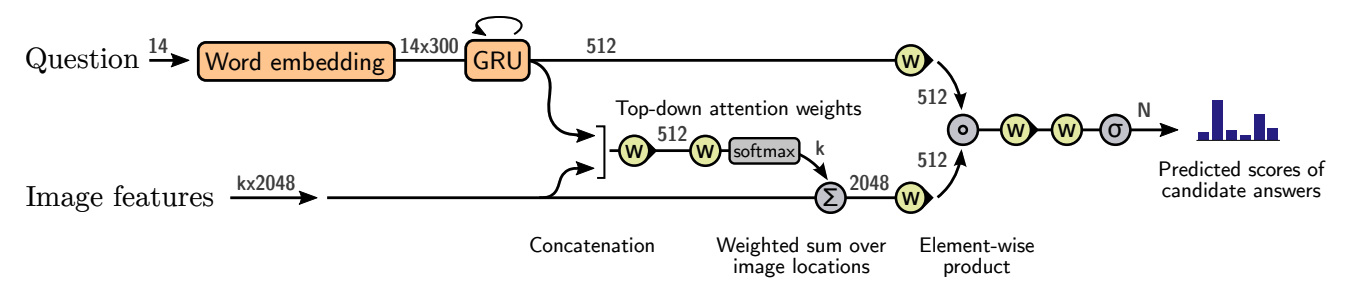 Question
14
Word embedding
14x300
GRU
512
w
512
Top-down attention weights
w
512
w
softmax
k
w
w
σ
N
512
Predicted scores of
candidate answers
Image features
kx2048
Σ
2048
w
Concatenation
Weighted sum over
image locations
Element-wise
product